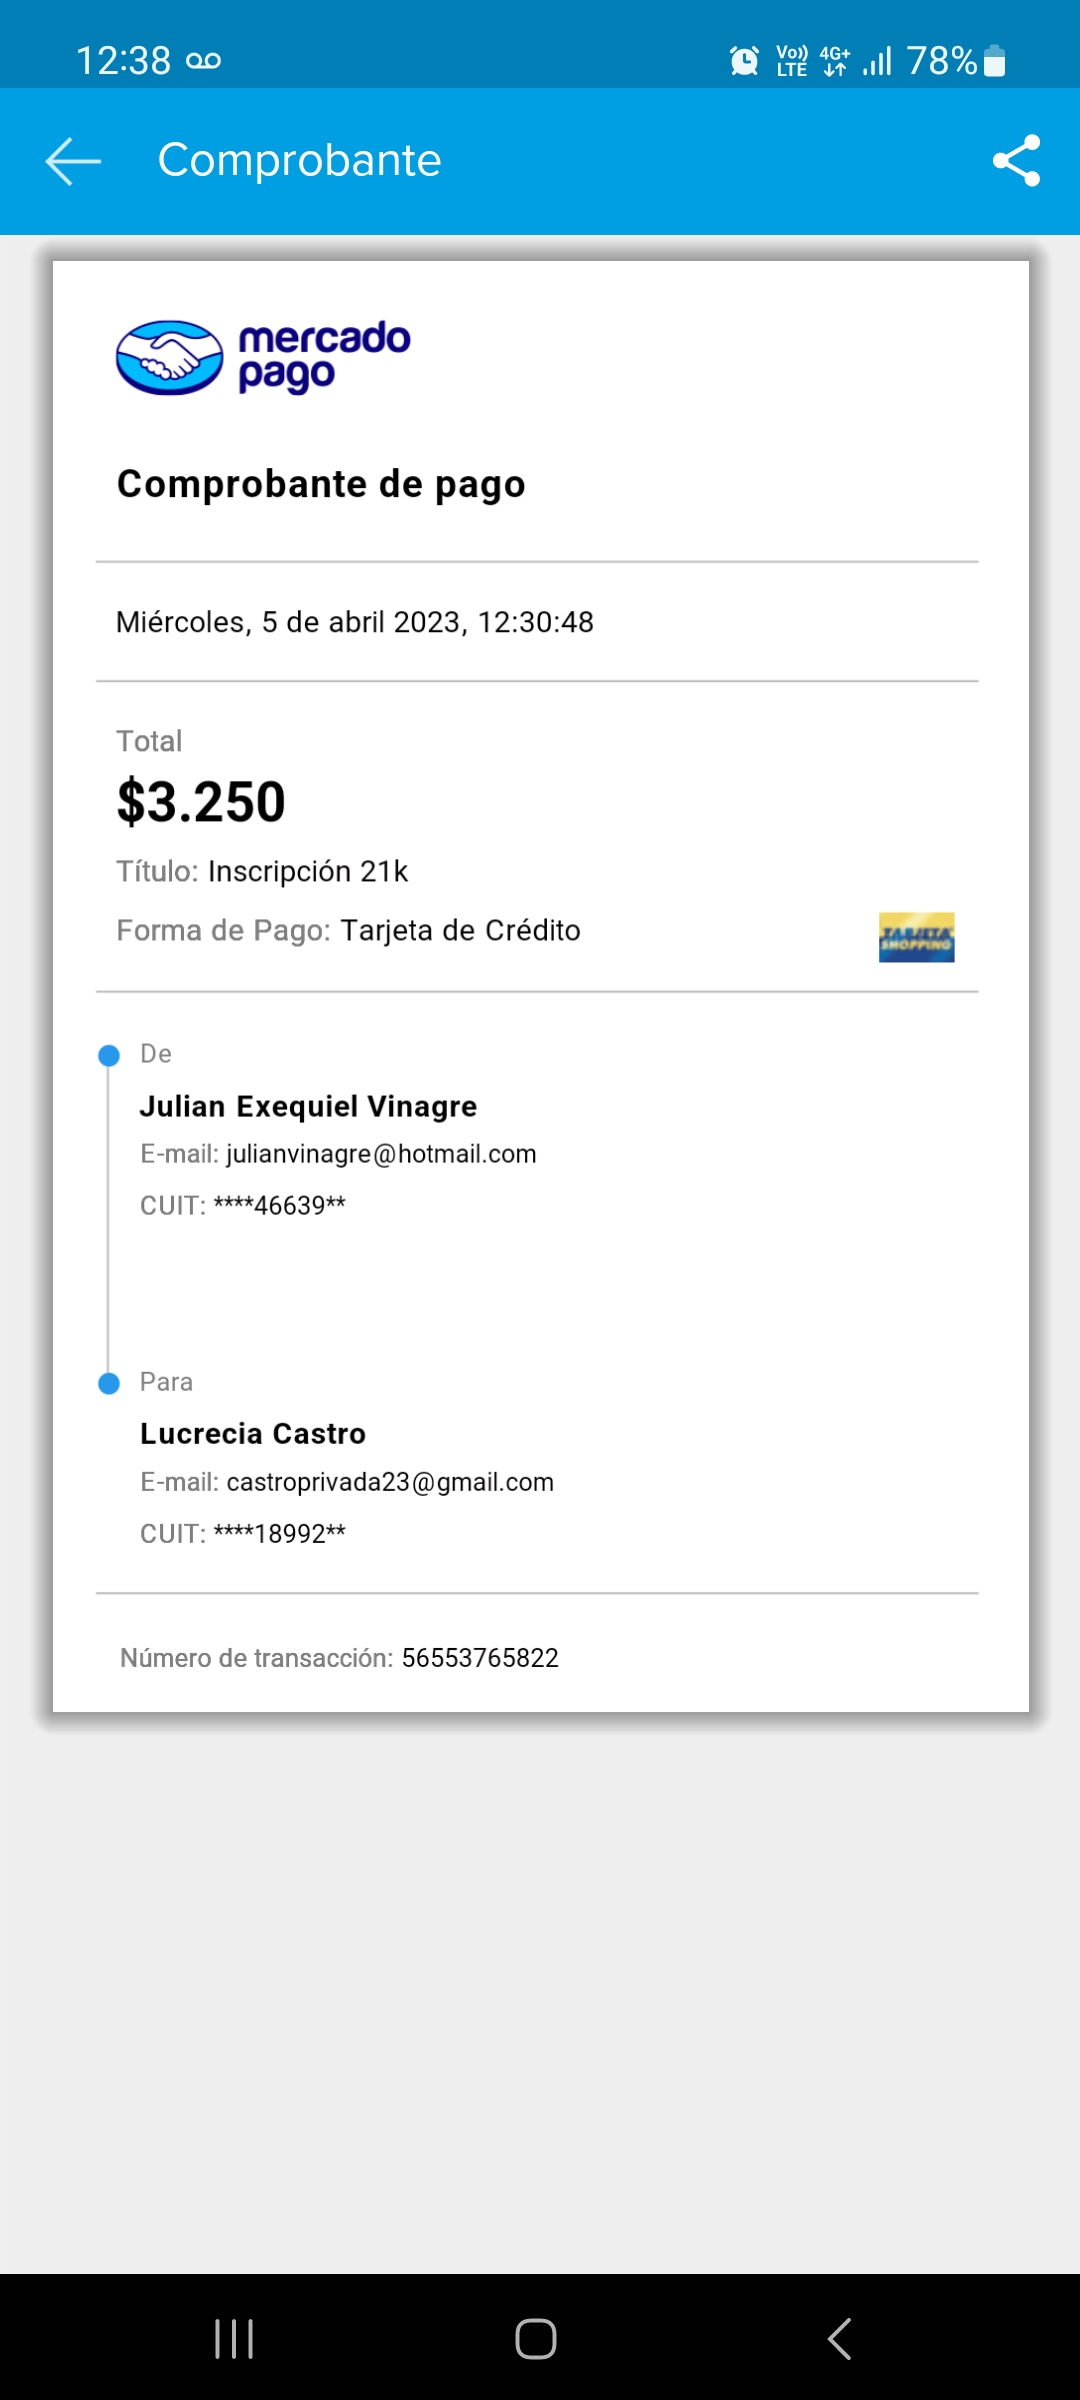 12:38
Vo)) LTE 4G+ 78%
Comprobante
mercado
pago
Comprobante de pago
Miércoles, 5 de abril 2023, 12:30:48
Total
$3.250
Título: Inscripción 21k
Forma de Pago: Tarjeta de Crédito
TARJETA
SHOPPING
De
Julian Exequiel Vinagre
E-mail: julianvinagre@hotmail.com
CUIT: ****46639**
Para
Lucrecia Castro
E-mail: castroprivada23@gmail.com
CUIT: ****18992**
Número de transacción: 56553765822